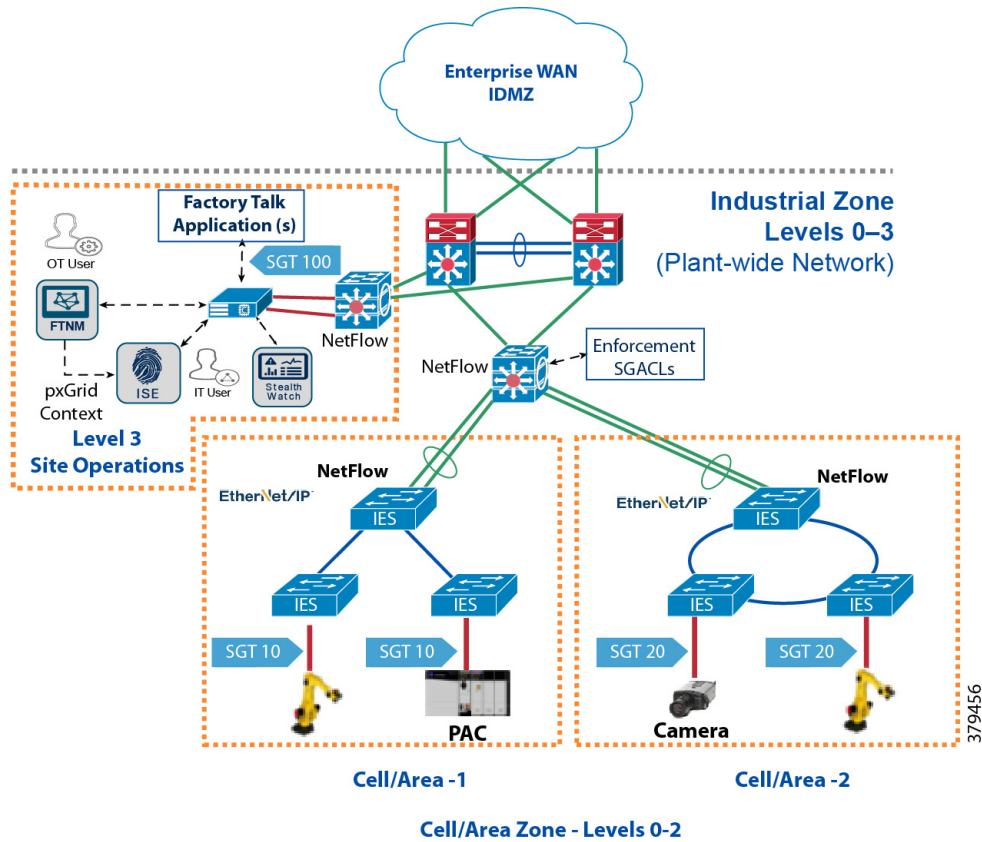 Enterprise WAN
IDMZ
Industrial Zone
Levels 0–3
(Plant-wide Network)
Factory Talk
Application (s)
OT User
SGT 100
FTNM
NetFlow
ISE
IT User
Stealth
Watch
pxGrid
Context
Level 3
Site Operations
NetFlow
Enforcement
SGACLs
NetFlow
EtherNet/IP™
IES
IES
IES
SGT 10
SGT 10
PAC
NetFlow
EtherNet/IP™
IES
IES
IES
SGT 20
SGT 20
Camera
379456
Cell/Area -1
Cell/Area -2
Cell/Area Zone - Levels 0-2